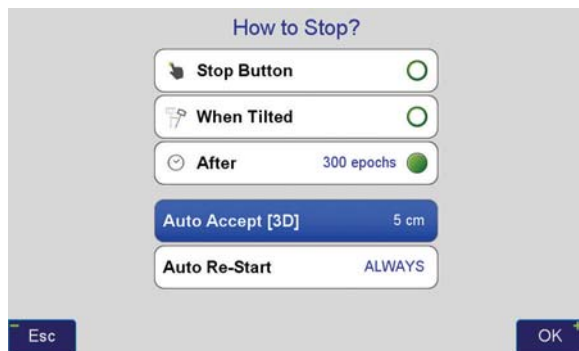 How to Stop?
Stop Button
When Tilted
After 300 epochs
Auto Accept [3D] 5 cm
Auto Re-Start ALWAYS
Esc OK